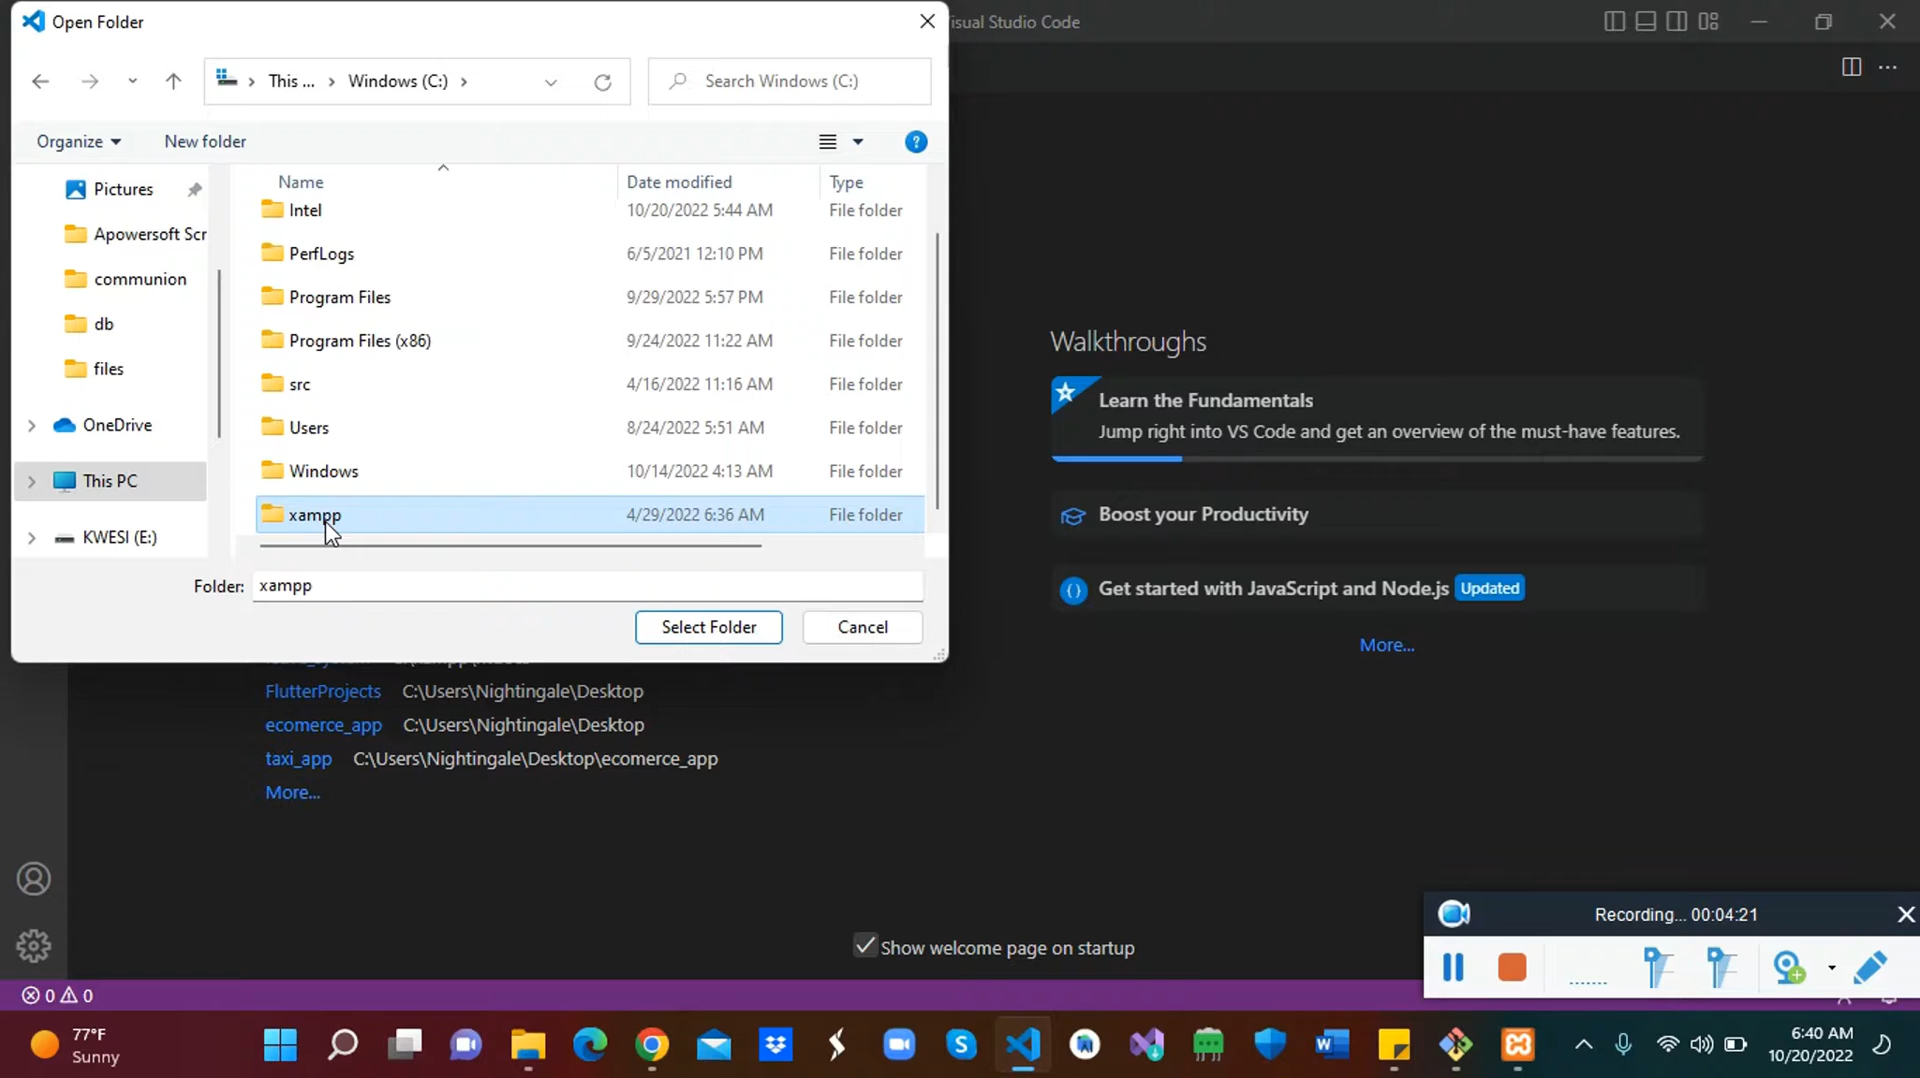 Open Folder
isual Studio Code
This ... Windows (C:)
Search Windows (C:)
Organize New folder
Name Date modified Type
Pictures
Apowersoft Scr
communion
db
files
OneDrive
This PC
KWESI (E:)
Intel 10/20/2022 5:44 AM File folder
PerfLogs 6/5/2021 12:10 PM File folder
Program Files 9/29/2022 5:57 PM File folder
Program Files (x86) 9/24/2022 11:22 AM File folder
src 4/16/2022 11:16 AM File folder
Users 8/24/2022 5:51 AM File folder
Windows 10/14/2022 4:13 AM File folder
xampp 4/29/2022 6:36 AM File folder
Folder: xampp
Select Folder Cancel
FlutterProjects C:\Users\Nightingale\Desktop
ecomerce_app C:\Users\Nightingale\Desktop
taxi_app C:\Users\Nightingale\Desktop\ecomerce_app
More...
Walkthroughs
Learn the Fundamentals
Jump right into VS Code and get an overview of the must-have features.
Boost your Productivity
Get started with JavaScript and Node.js Updated
More...
Show welcome page on startup
Recording... 00:04:21
0 0
77°F
Sunny
6:40 AM
10/20/2022